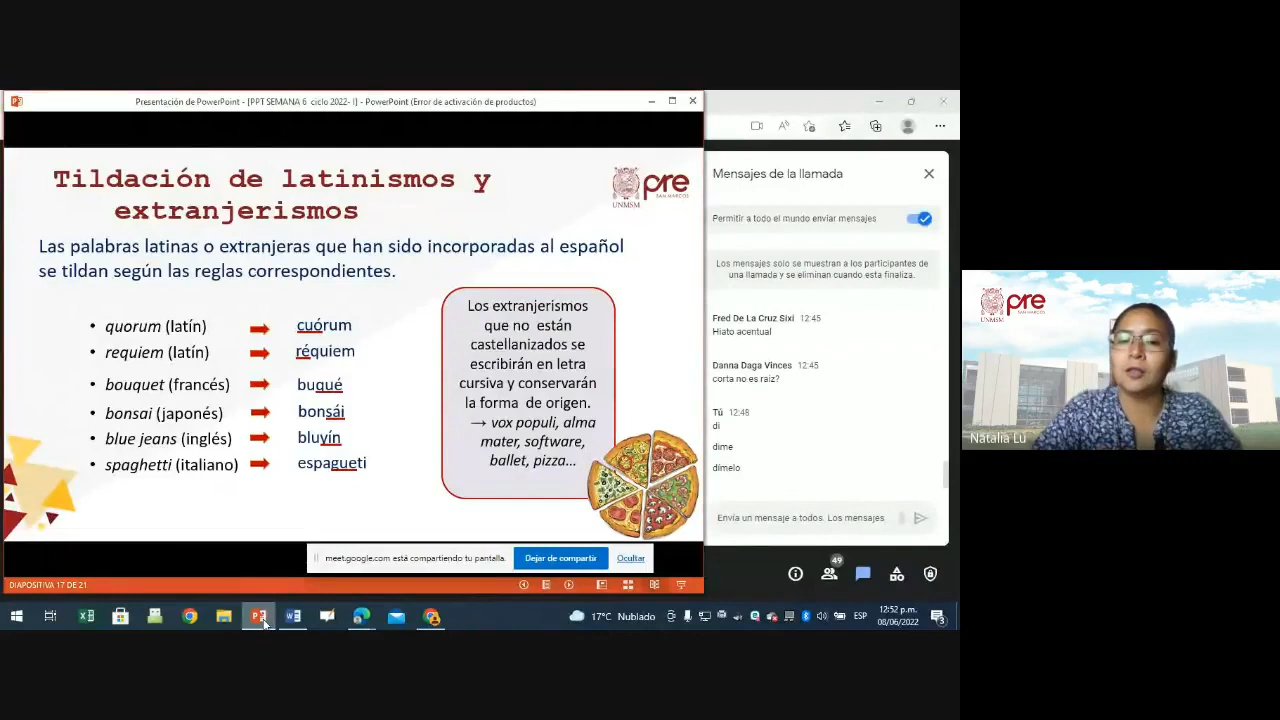 Presentación de PowerPoint - [PPT SEMANA 6 ciclo 2022- I] - PowerPoint (Error de activación de productos)
Tildación de latinismos y
extranjerismos
UNMSM
pre
SAN MARCOS
Las palabras latinas o extranjeras que han sido incorporadas al español
se tildan según las reglas correspondientes.
• quorum (latín) cuórum
• requiem (latín) réquiem
• bouquet (francés) buqué
• bonsai (japonés) bonsái
• blue jeans (inglés) bluyín
• spaghetti (italiano) espagueti
Los extranjerismos
que no están
castellanizados se
escribirán en letra
cursiva y conservarán
la forma de origen.
→ vox populi, alma
mater, software,
ballet, pizza...
meet.google.com está compartiendo tu pantalla.
Dejar de compartir
Ocultar
DIAPOSITIVA 17 DE 21
Mensajes de la llamada
Permitir a todo el mundo enviar mensajes
Los mensajes solo se muestran a los participantes de
una llamada y se eliminan cuando esta finaliza.
Fred De La Cruz Sixi 12:45
Hiato acentual
Danna Daga Vinces 12:45
corta no es raiz?
Tú 12:48
di
dime
dímelo
Envía un mensaje a todos. Los mensajes
49
17°C Nublado
ESP
12:52 p.m.
08/06/2022
3
UNMSM
pre
SAN MARCOS
Natalia Lu